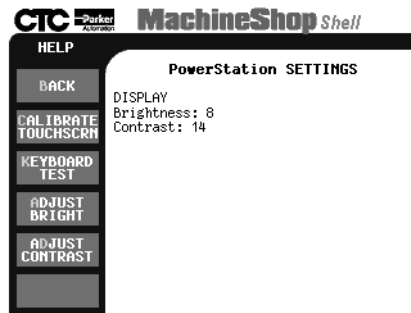 CTC Parker Automation MachineShop Shell
HELP
PowerStation SETTINGS
BACK
DISPLAY
Brightness: 8
Contrast: 14
CALIBRATE
TOUCHSCRN
KEYBOARD
TEST
ADJUST
BRIGHT
ADJUST
CONTRAST